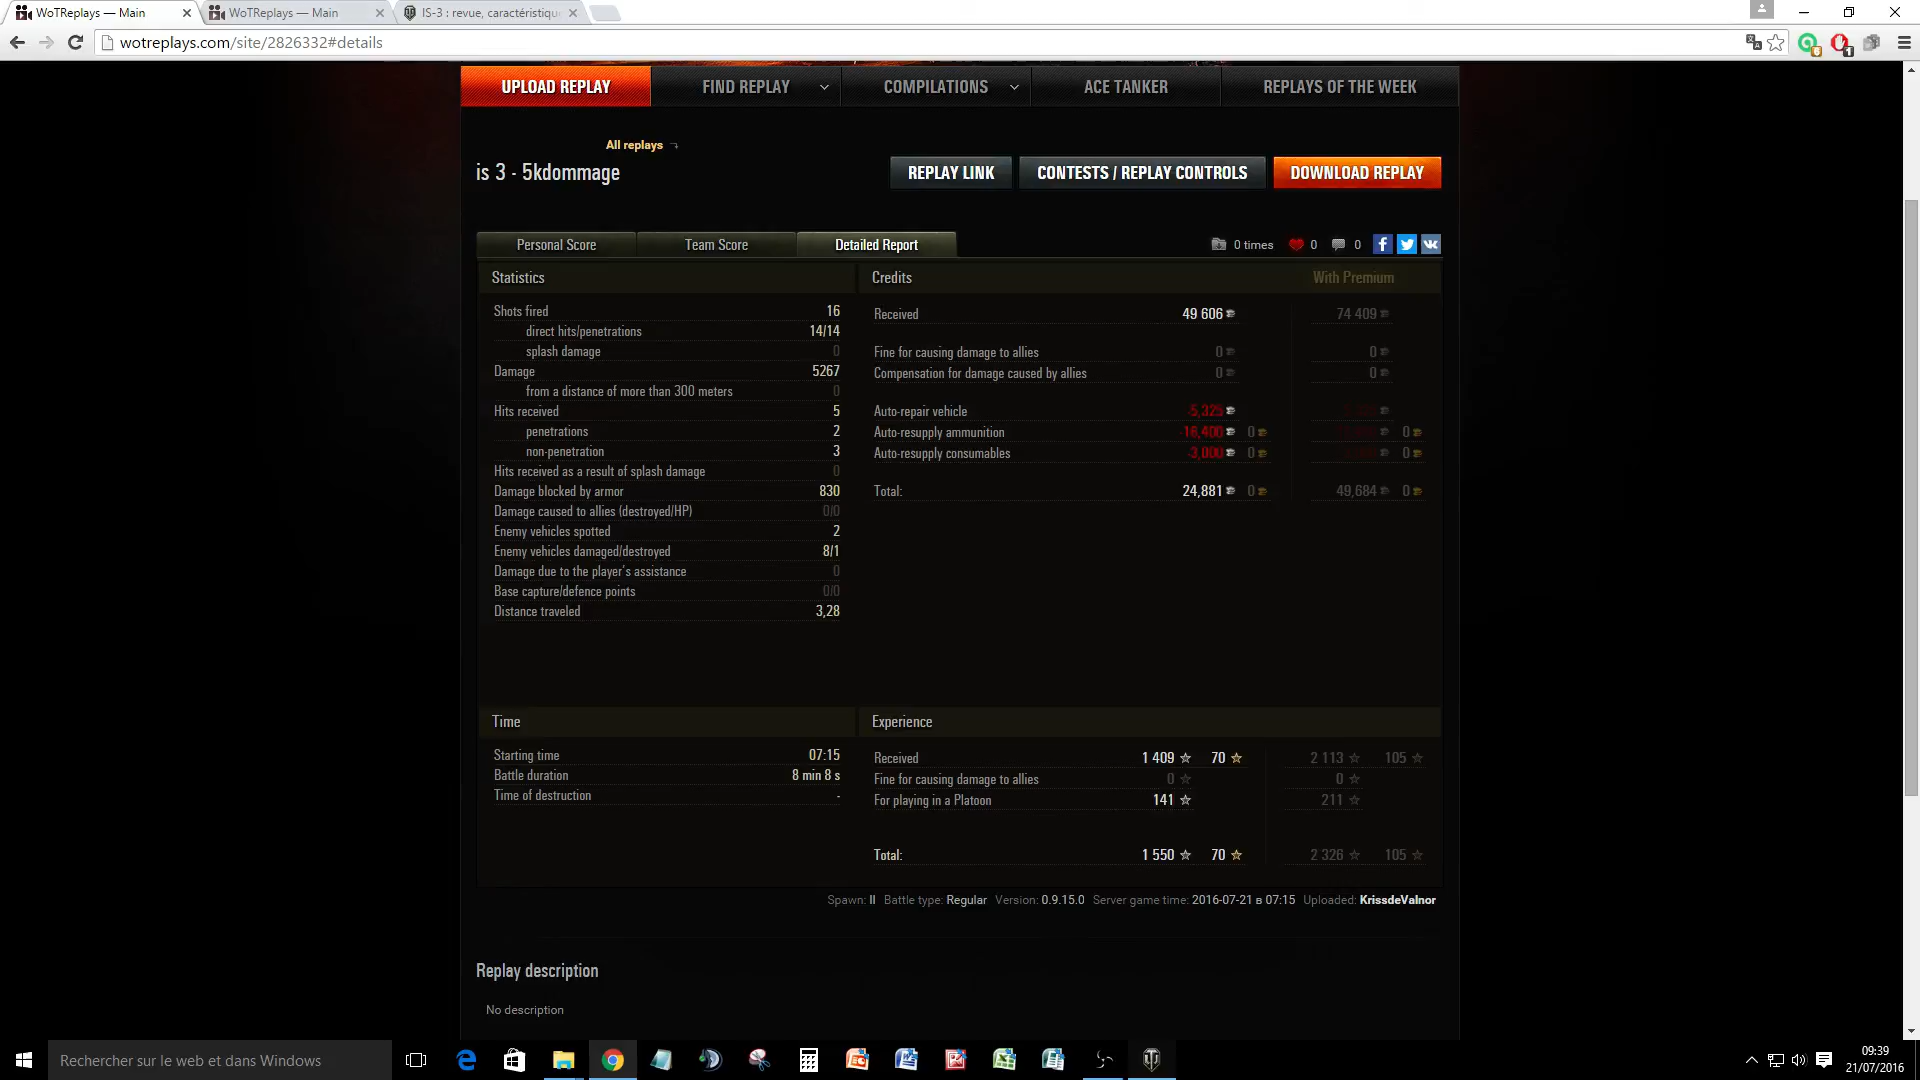 WoTReplays — Main
WoTReplays — Main
IS-3 : revue, caractéristique
wotreplays.com/site/2826332#details
UPLOAD REPLAY FIND REPLAY COMPILATIONS ACE TANKER REPLAYS OF THE WEEK
All replays
is 3 - 5kdommage
REPLAY LINK CONTESTS / REPLAY CONTROLS DOWNLOAD REPLAY
Personal Score Team Score Detailed Report
0 times 0 0
Statistics
Shots fired 16
direct hits/penetrations 14/14
splash damage 0
Damage 5267
from a distance of more than 300 meters 0
Hits received 5
penetrations 2
non-penetration 3
Hits received as a result of splash damage 0
Damage blocked by armor 830
Damage caused to allies (destroyed/HP) 0/0
Enemy vehicles spotted 2
Enemy vehicles damaged/destroyed 8/1
Damage due to the player's assistance 0
Base capture/defence points 0/0
Distance traveled 3,28
Credits With Premium
Received 49 606 74 409
Fine for causing damage to allies 0 0
Compensation for damage caused by allies 0 0
Auto-repair vehicle -5,325
Auto-resupply ammunition -16,400 0 0
Auto-resupply consumables -3,000 0 0
Total: 24,881 0 49,684 0
Time
Starting time 07:15
Battle duration 8 min 8 s
Time of destruction -
Experience
Received 1 409 70 2 113 105
Fine for causing damage to allies 0 0
For playing in a Platoon 141 211
Total: 1 550 70 2 326 105
Spawn: II Battle type: Regular Version: 0.9.15.0 Server game time: 2016-07-21 в 07:15 Uploaded: KrissdeValnor
Replay description
No description
Rechercher sur le web et dans Windows
09:39
21/07/2016